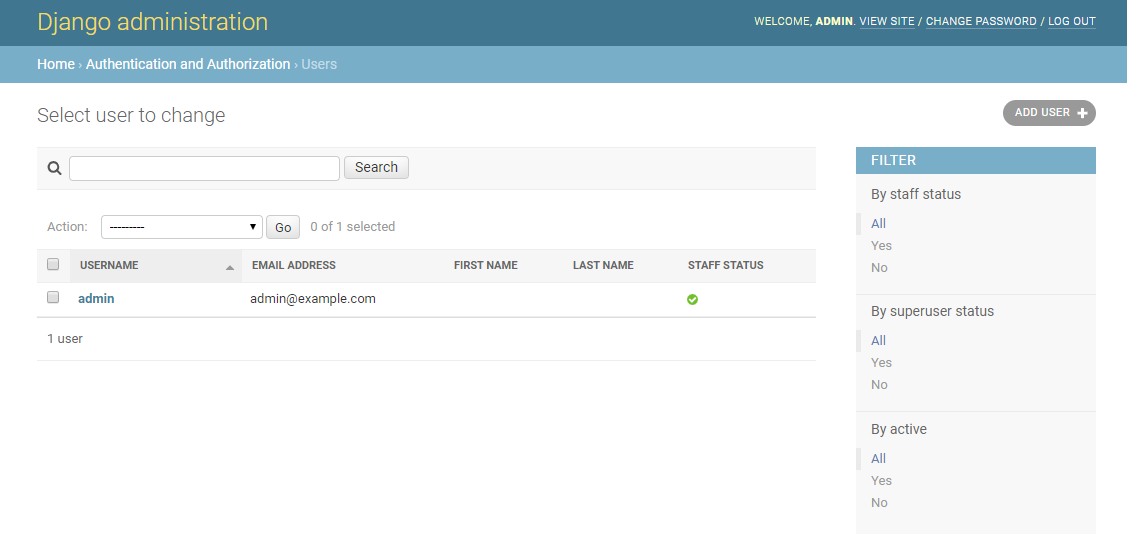 Django administration
WELCOME, ADMIN. VIEW SITE / CHANGE PASSWORD / LOG OUT
Home › Authentication and Authorization › Users
Select user to change
ADD USER
Search
Action: --------- Go 0 of 1 selected
USERNAME EMAIL ADDRESS FIRST NAME LAST NAME STAFF STATUS
admin admin@example.com
1 user
FILTER
By staff status
All
Yes
No
By superuser status
All
Yes
No
By active
All
Yes
No